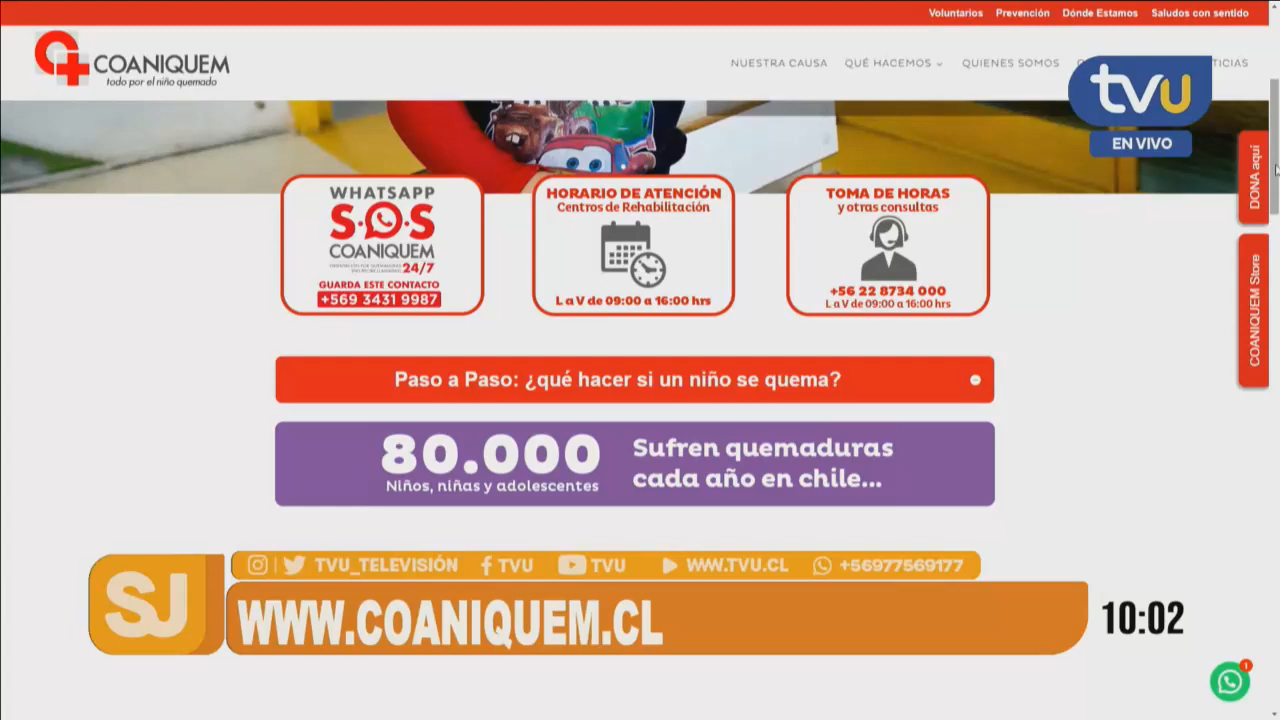 Voluntarios Prevención Dónde Estamos Saludos con sentido
COANIQUEM
todo por el niño quemado
NUESTRA CAUSA QUÉ HACEMOS QUIENES SOMOS
tvu
EN VIVO
DONA aquí
COANIQUEM Store
WHATSAPP
S·O·S
COANIQUEM
24/7
GUARDA ESTE CONTACTO
+569 3431 9987
HORARIO DE ATENCIÓN
Centros de Rehabilitación
L a V de 09:00 a 16:00 hrs
TOMA DE HORAS
y otras consultas
+56 22 8734 000
L a V de 09:00 a 16:00 hrs
Paso a Paso: ¿qué hacer si un niño se quema?
80.000
Niños, niñas y adolescentes
Sufren quemaduras
cada año en chile...
SJ
TVU_TELEVISIÓN TVU TVU WWW.TVU.CL +56977569177
WWW.COANIQUEM.CL
10:02
1